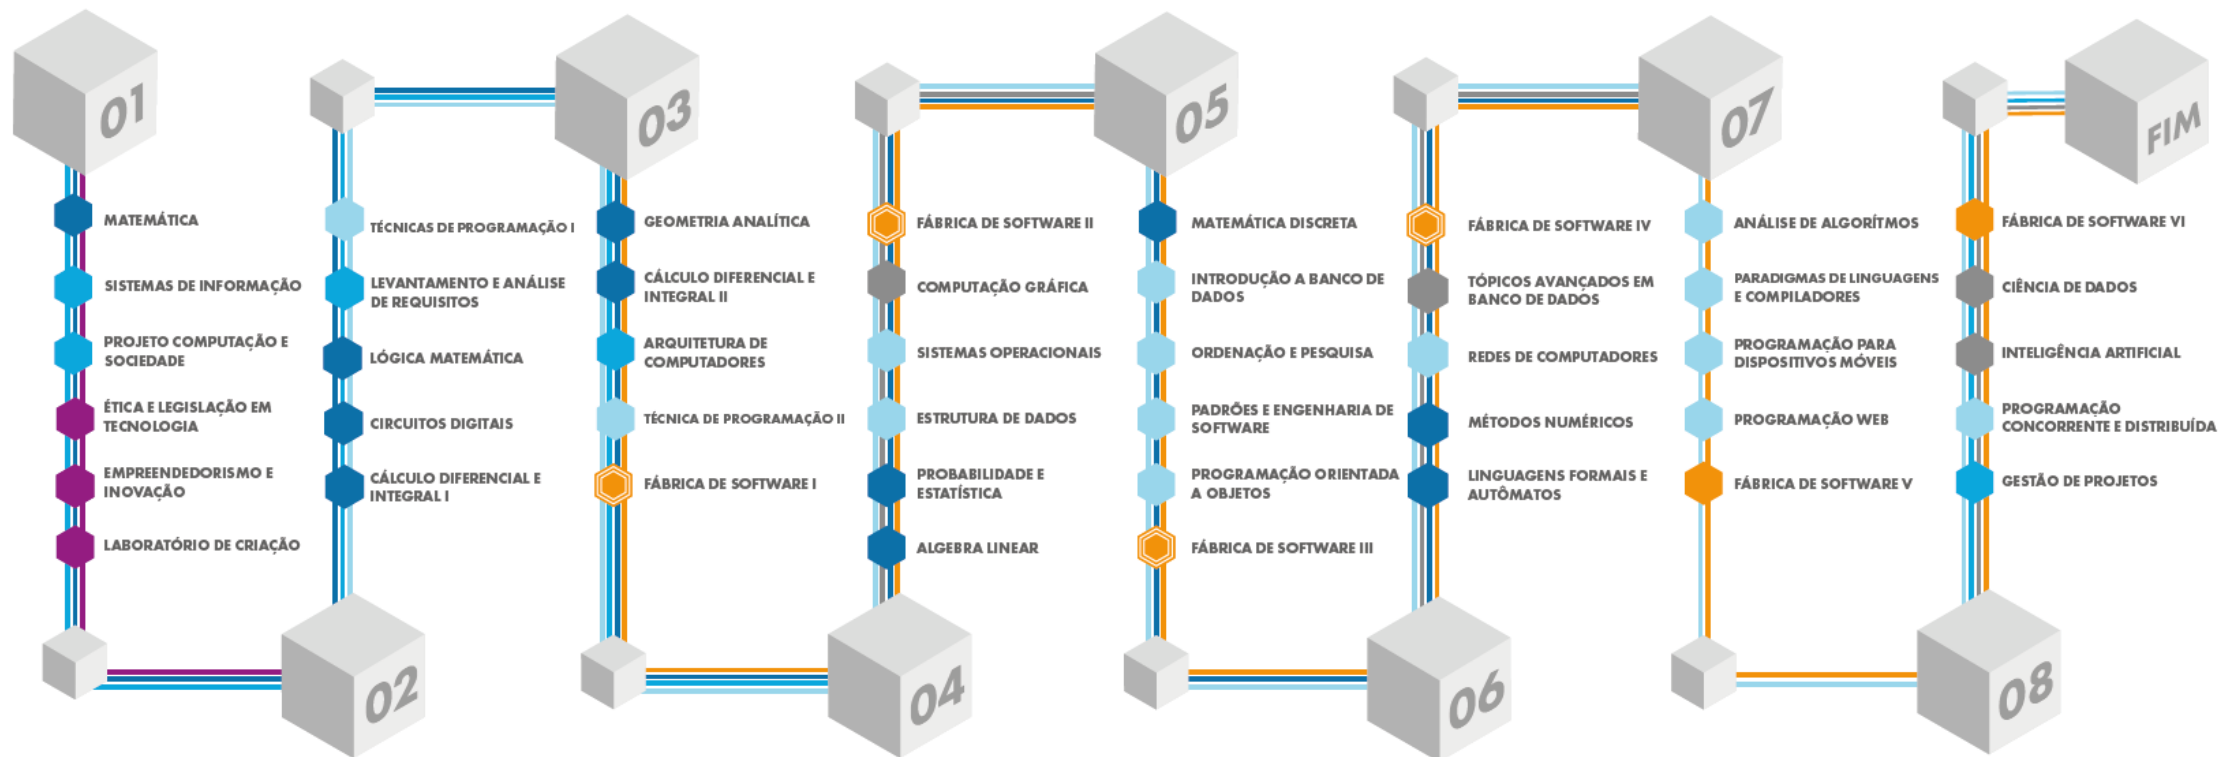 01
MATEMÁTICA
SISTEMAS DE INFORMAÇÃO
PROJETO COMPUTAÇÃO E
SOCIEDADE
ÉTICA E LEGISLAÇÃO EM
TECNOLOGIA
EMPREENDEDORISMO E
INOVAÇÃO
LABORATÓRIO DE CRIAÇÃO
02
TÉCNICAS DE PROGRAMAÇÃO I
LEVANTAMENTO E ANÁLISE
DE REQUISITOS
LÓGICA MATEMÁTICA
CIRCUITOS DIGITAIS
CÁLCULO DIFERENCIAL E
INTEGRAL I
03
GEOMETRIA ANALÍTICA
CÁLCULO DIFERENCIAL E
INTEGRAL II
ARQUITETURA DE
COMPUTADORES
TÉCNICA DE PROGRAMAÇÃO II
FÁBRICA DE SOFTWARE I
04
FÁBRICA DE SOFTWARE II
COMPUTAÇÃO GRÁFICA
SISTEMAS OPERACIONAIS
ESTRUTURA DE DADOS
PROBABILIDADE E
ESTATÍSTICA
ALGEBRA LINEAR
05
MATEMÁTICA DISCRETA
INTRODUÇÃO A BANCO DE
DADOS
ORDENAÇÃO E PESQUISA
PADRÕES E ENGENHARIA DE
SOFTWARE
PROGRAMAÇÃO ORIENTADA
A OBJETOS
FÁBRICA DE SOFTWARE III
06
FÁBRICA DE SOFTWARE IV
TÓPICOS AVANÇADOS EM
BANCO DE DADOS
REDES DE COMPUTADORES
MÉTODOS NUMÉRICOS
LINGUAGENS FORMAIS E
AUTÔMATOS
07
ANÁLISE DE ALGORÍTMOS
PARADIGMAS DE LINGUAGENS
E COMPILADORES
PROGRAMAÇÃO PARA
DISPOSITIVOS MÓVEIS
PROGRAMAÇÃO WEB
FÁBRICA DE SOFTWARE V
08
FÁBRICA DE SOFTWARE VI
CIÊNCIA DE DADOS
INTELIGÊNCIA ARTIFICIAL
PROGRAMAÇÃO
CONCORRENTE E DISTRIBUÍDA
GESTÃO DE PROJETOS
FIM